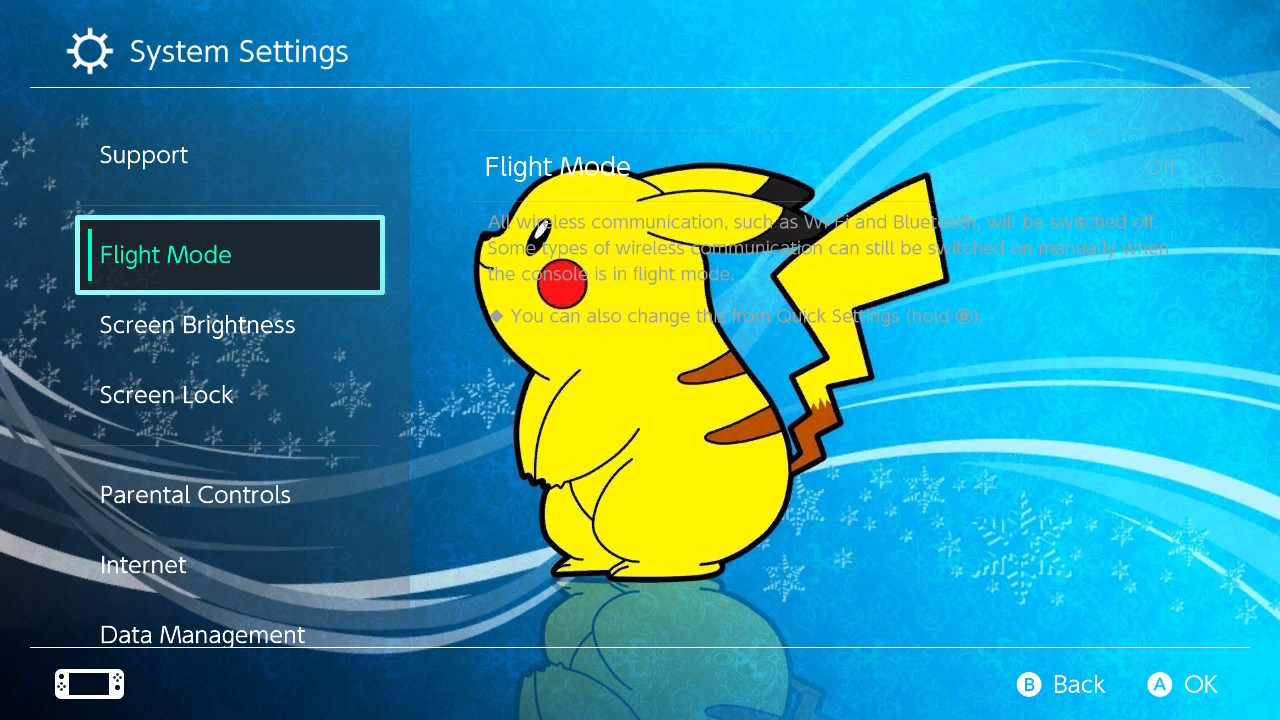 System Settings
Support
Flight Mode
Screen Brightness
Screen Lock
Parental Controls
Internet
Data Management
Flight Mode
Off
All wireless communication, such as Wi-Fi and Bluetooth, will be switched off.
Some types of wireless communication can still be switched on manually when
the console is in flight mode.
◆ You can also change this from Quick Settings (hold ).
B Back
A OK